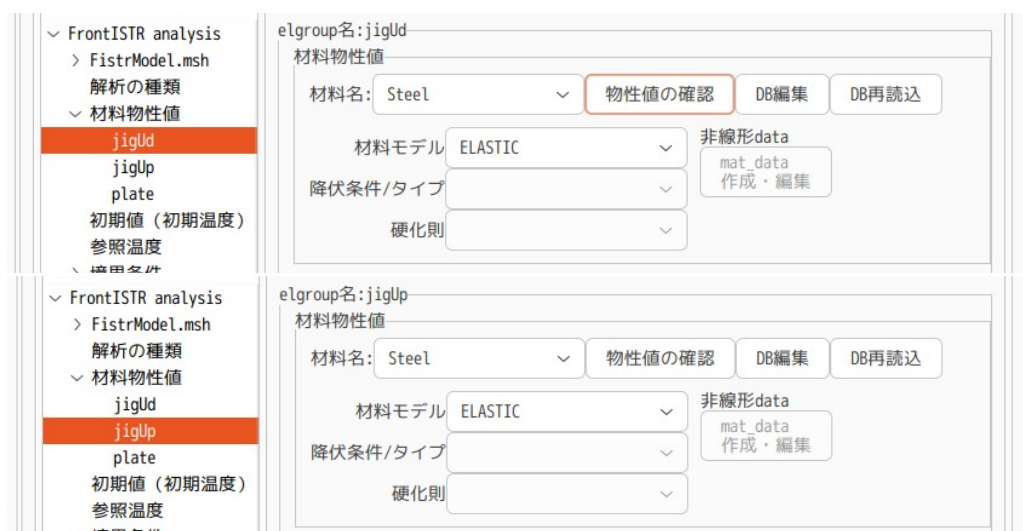 FrontISTR analysis
FistrModel.msh
解析の種類
材料物性値
jigUd
jigUp
plate
初期値（初期温度）
参照温度
境界条件
elgroup名:jigUd
材料物性値
材料名: Steel 物性値の確認 DB編集 DB再読込
材料モデル ELASTIC
非線形data
mat_data
作成・編集
降伏条件/タイプ
硬化則
FrontISTR analysis
FistrModel.msh
解析の種類
材料物性値
jigUd
jigUp
plate
初期値（初期温度）
参照温度
elgroup名:jigUp
材料物性値
材料名: Steel 物性値の確認 DB編集 DB再読込
材料モデル ELASTIC
非線形data
mat_data
作成・編集
降伏条件/タイプ
硬化則